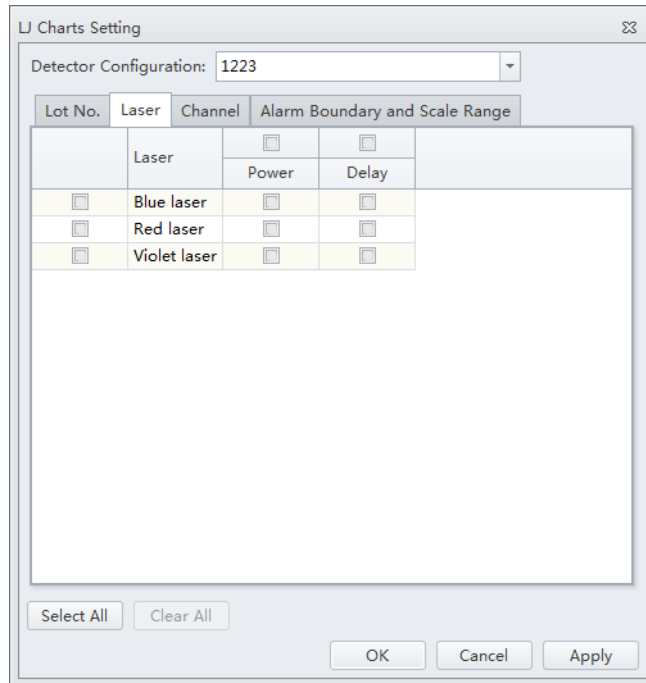 LJ Charts Setting
Detector Configuration: 1223
Lot No. Laser Channel Alarm Boundary and Scale Range
Laser
Power Delay
Blue laser
Red laser
Violet laser
Select All Clear All
OK Cancel Apply